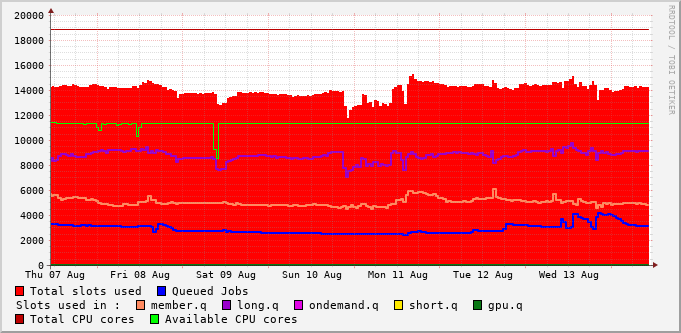 20000
18000
16000
14000
12000
10000
8000
6000
4000
2000
0
Thu 07 Aug Fri 08 Aug Sat 09 Aug Sun 10 Aug Mon 11 Aug Tue 12 Aug Wed 13 Aug
Total slots used Queued Jobs
Slots used in : member.q long.q ondemand.q short.q gpu.q
Total CPU cores Available CPU cores
RRDTOOL / TOBI OETIKER